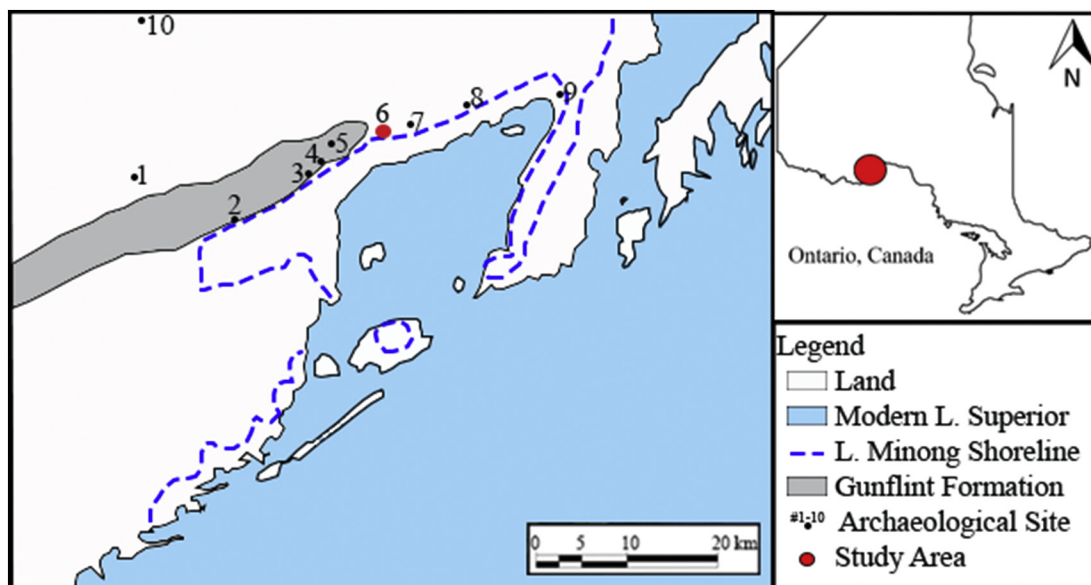 10
9
8
6
7
5
4
1
3
2
0 5 10 20 km
N
Ontario, Canada
Legend
Land
Modern L. Superior
L. Minong Shoreline
Gunflint Formation
#1-10 Archaeological Site
Study Area